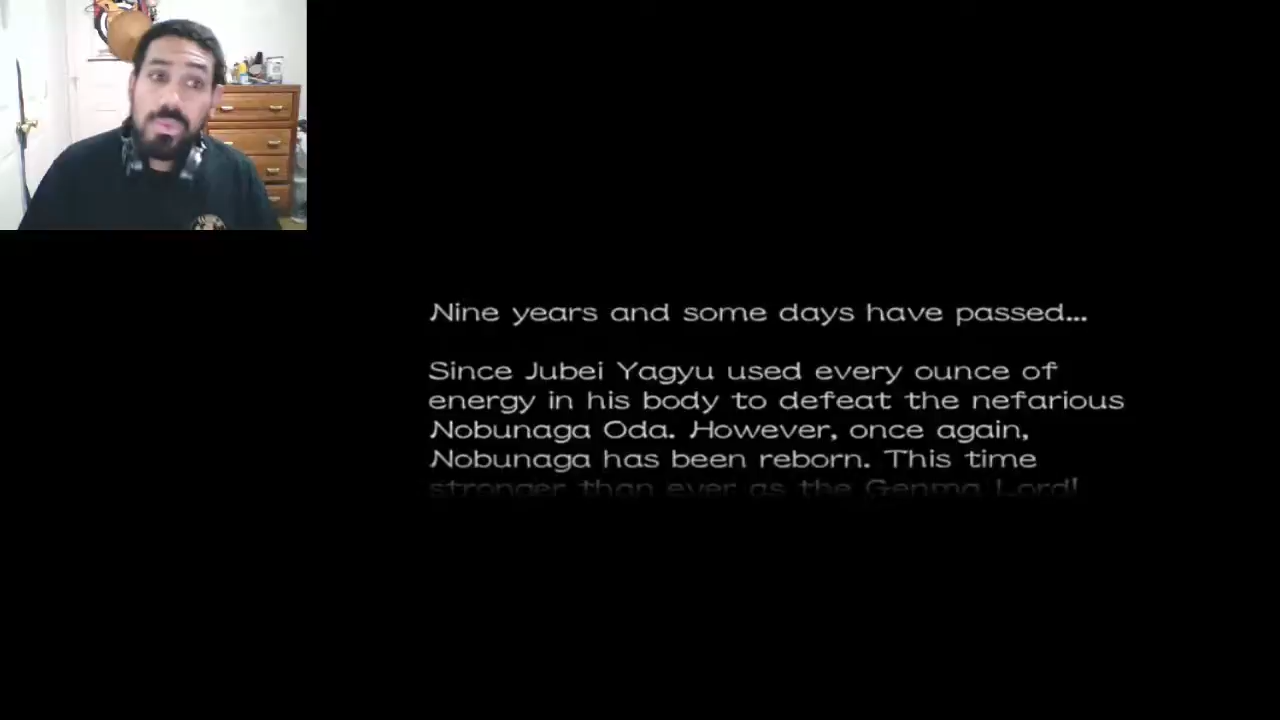 Nine years and some days have passed...
Since Jubei Yagyu used every ounce of
energy in his body to defeat the nefarious
Nobunaga Oda. However, once again,
Nobunaga has been reborn. This time
stronger than ever as the Genma Lord!